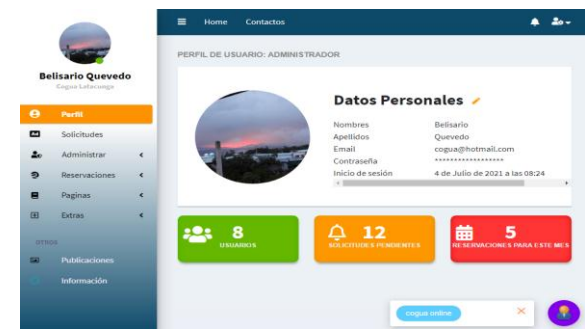 Home Contactos
PERFIL DE USUARIO: ADMINISTRADOR
Belisario Quevedo
Cogua Latacunga
Perfil
Solicitudes
Administrar
Reservaciones
Paginas
Extras
OTROS
Publicaciones
Información
Datos Personales
Nombres Belisario
Apellidos Quevedo
Email cogua@hotmail.com
Contraseña ******************
Inicio de sesión 4 de Julio de 2021 a las 08:24
8
USUARIOS
12
SOLICITUDES PENDIENTES
5
RESERVACIONES PARA ESTE MES
cogua online